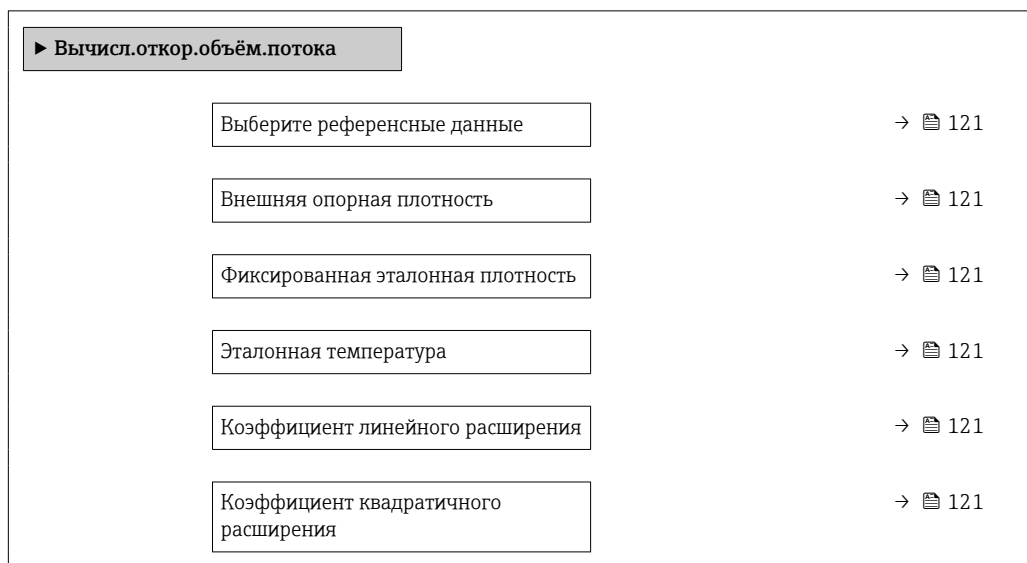 ▶ Вычисл.откор.объём.потока
Выберите референсные данные → 121
Внешняя опорная плотность → 121
Фиксированная эталонная плотность → 121
Эталонная температура → 121
Коэффициент линейного расширения → 121
Коэффициент квадратичного → 121
расширения